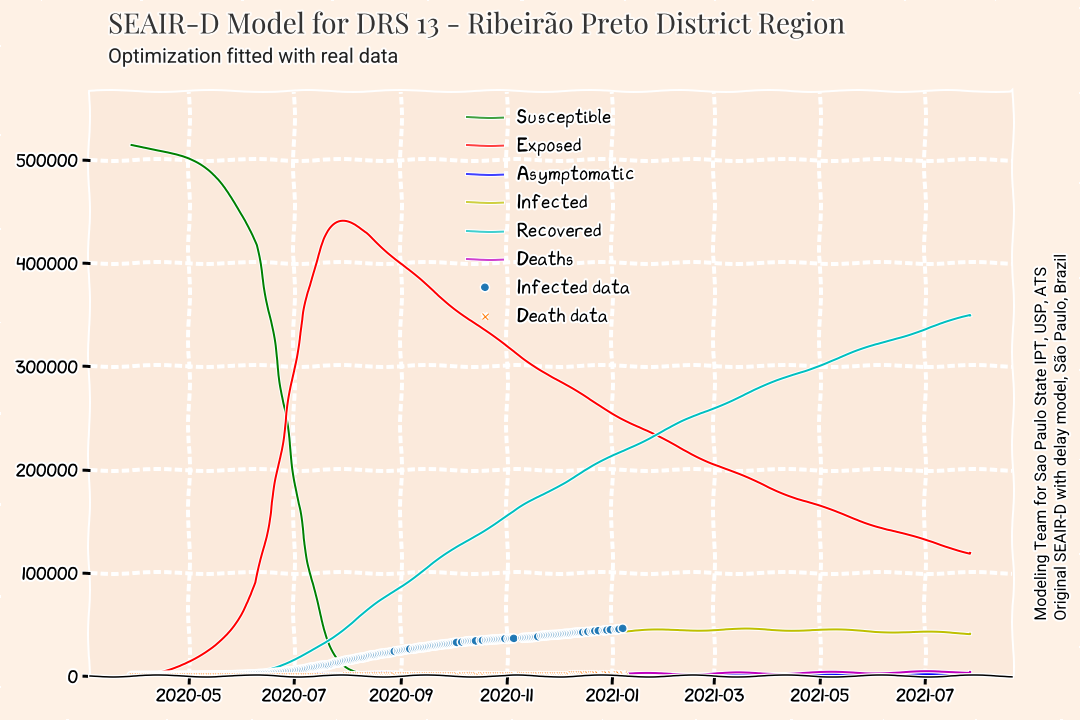 SEAIR-D Model for DRS 13 - Ribeirão Preto District Region
Optimization fitted with real data
Susceptible
Exposed
Asymptomatic
Infected
Recovered
Deaths
Infected data
Death data
500000
400000
300000
200000
100000
0
2020-05
2020-07
2020-09
2020-11
2021-01
2021-03
2021-05
2021-07
Modeling Team for Sao Paulo State IPT, USP, ATS
Original SEAIR-D with delay model, São Paulo, Brazil